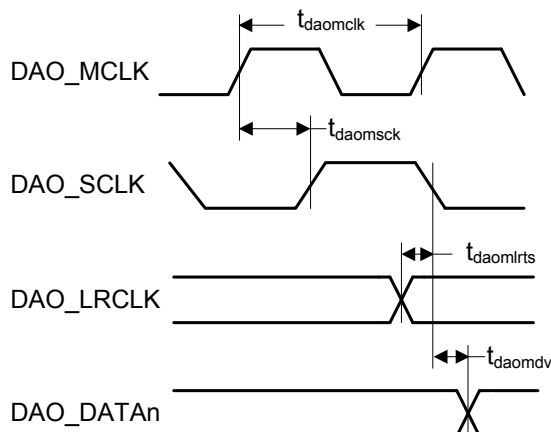 t_daomclk
DAO_MCLK
t_daomsck
DAO_SCLK
t_daomlrts
DAO_LRCLK
t_daomdv
DAO_DATAn